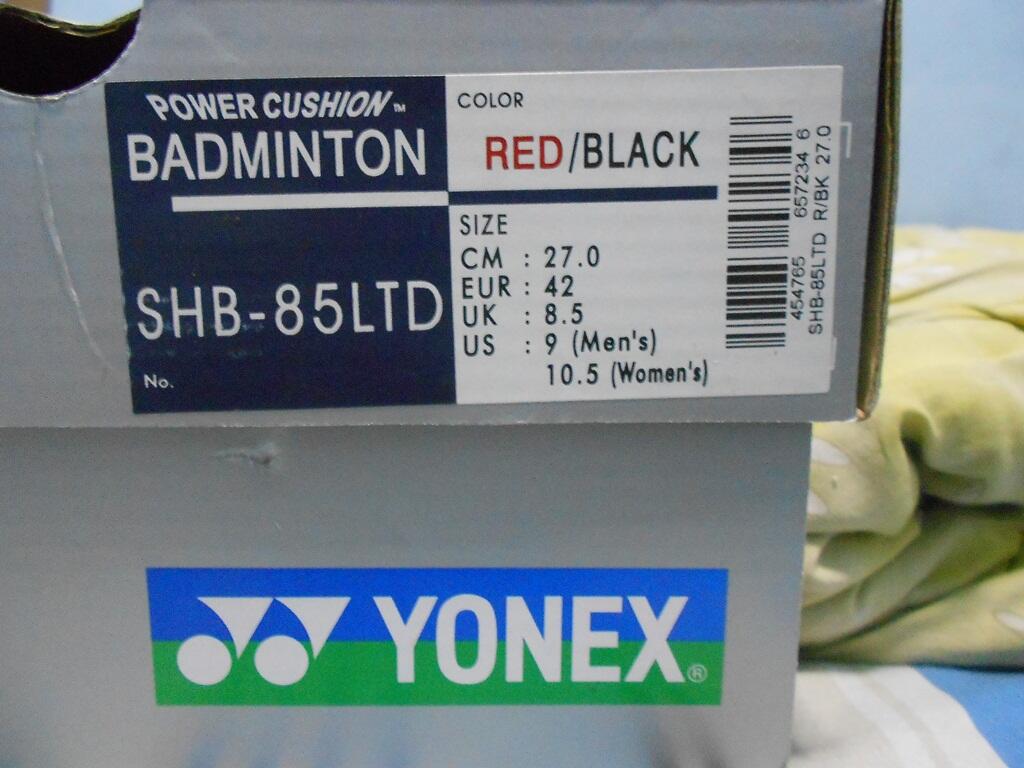 POWER CUSHION™
BADMINTON
SHB-85LTD
No.
COLOR
RED/BLACK
SIZE
CM : 27.0
EUR : 42
UK : 8.5
US : 9 (Men's)
10.5 (Women's)
454765 657234 6
SHB-85LTD R/BK 27.0
YONEX®